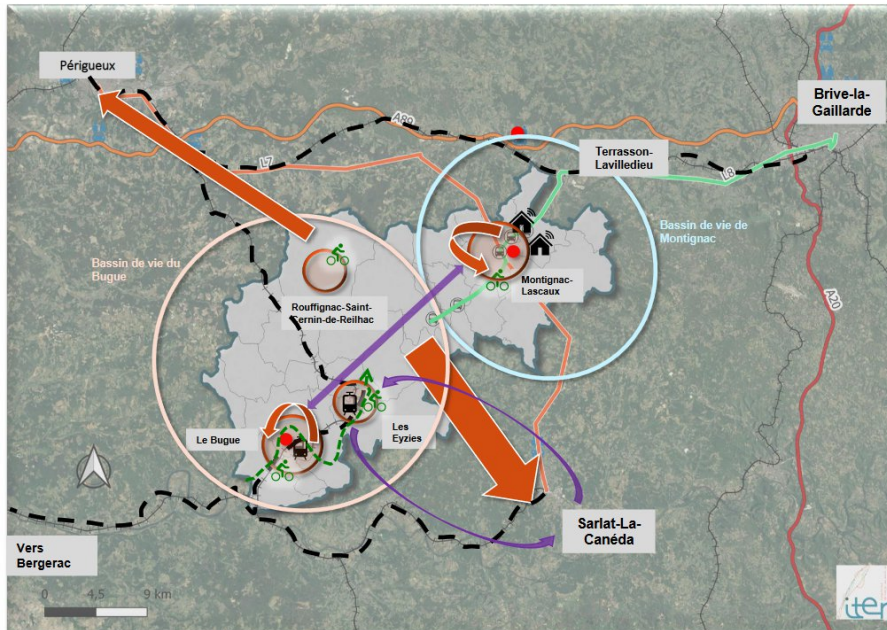 Périgueux
Brive-la-
Gaillarde
A89
L7
Terrasson-
Lavilledieu
L8
Bassin de vie de
Montignac
Bassin de vie du
Bugue
A20
Montignac-
Lascaux
Rouffignac-Saint-
Cernin-de-Reilhac
Le Bugue
Les
Eyzies
Sarlat-La-
Canéda
Vers
Bergerac
0 4,5 9 km
iter